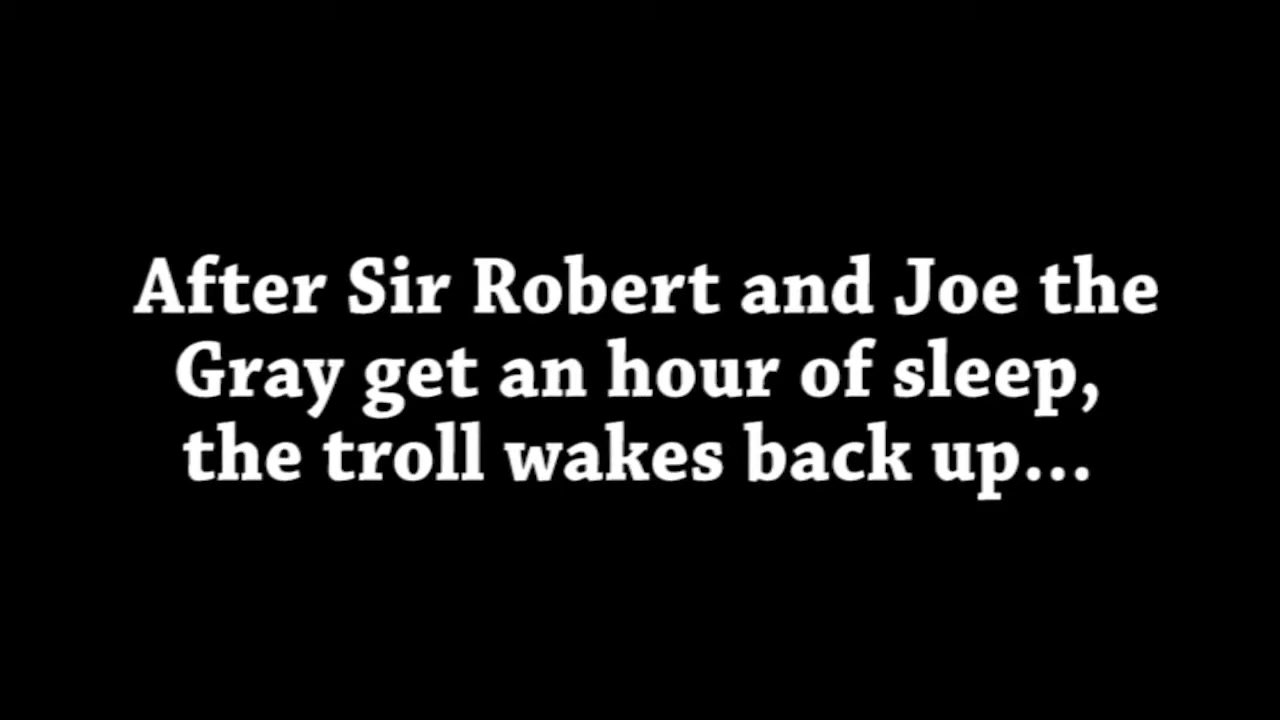 After Sir Robert and Joe the
Gray get an hour of sleep,
the troll wakes back up...